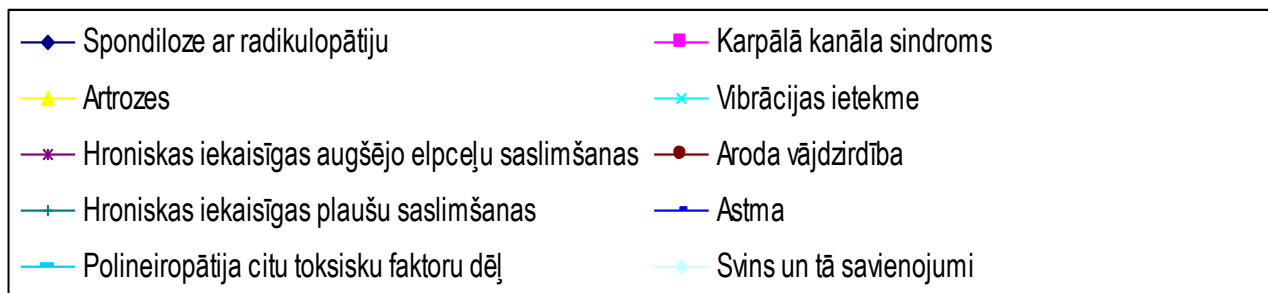 Spondiloze ar radikulopātiju
Karpālā kanāla sindroms
Artrozes
Vibrācijas ietekme
Hroniskas iekaisīgas augšējo elpceļu saslimšanas
Aroda vājdzirdība
Hroniskas iekaisīgas plaušu saslimšanas
Astma
Polineiropātija citu toksisku faktoru dēļ
Svins un tā savienojumi